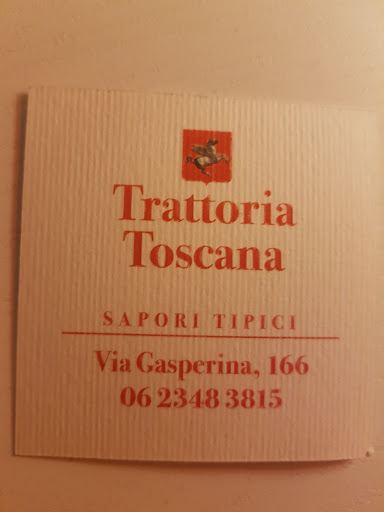 Trattoria
Toscana
SAPORI TIPICI
Via Gasperina, 166
06 2348 3815